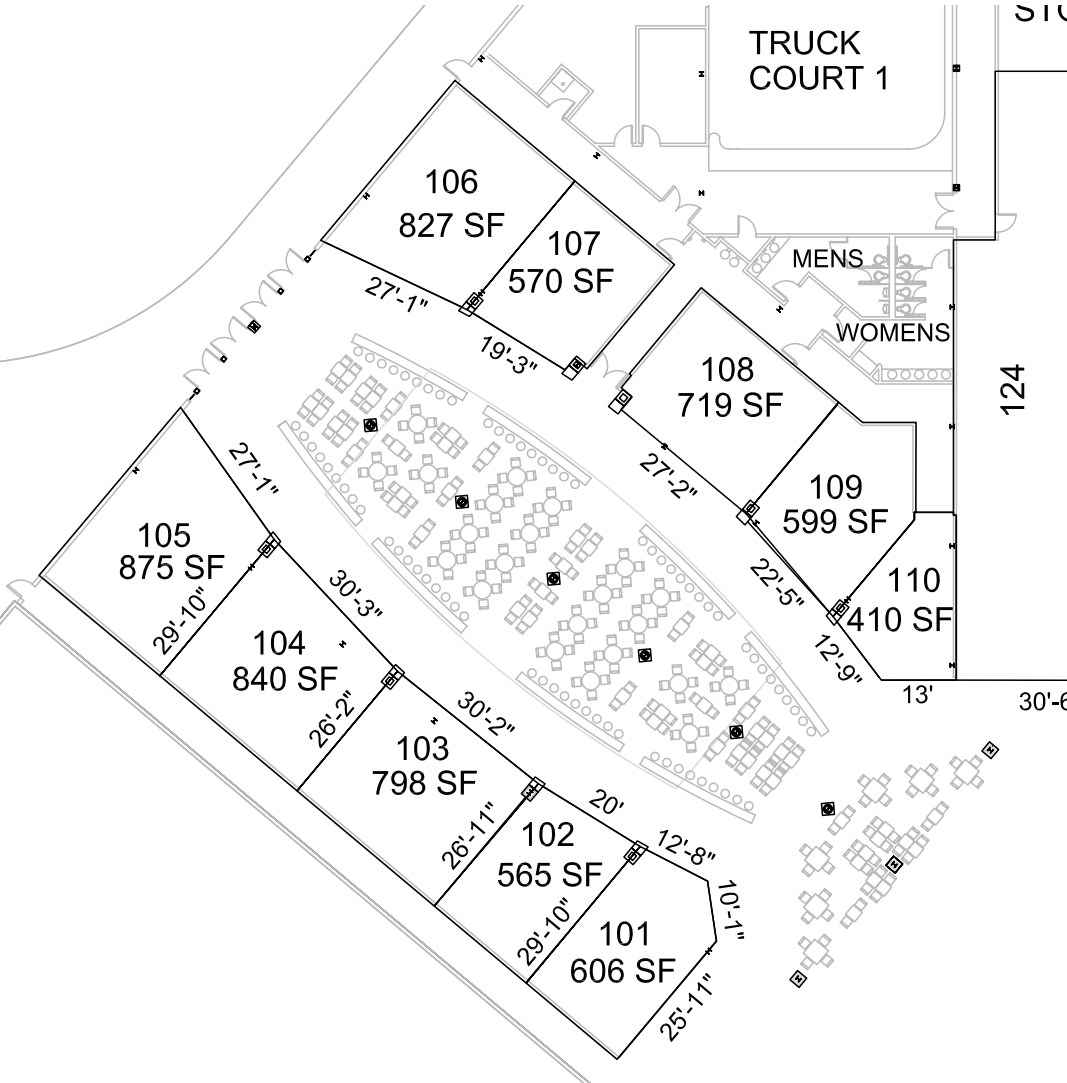 STO
TRUCK
COURT 1
106
827 SF
107
570 SF
MENS
WOMENS
27'-1"
19'-3"
108
719 SF
124
27'-2"
109
599 SF
27'-1"
105
875 SF
22'-5"
110
410 SF
30'-3"
29'-10"
104
840 SF
12'-9"
13'
30'-6
26'-2"
30'-2"
103
798 SF
20'
26'-11"
102
565 SF
12'-8"
10'-1"
29'-10"
101
606 SF
25'-11"